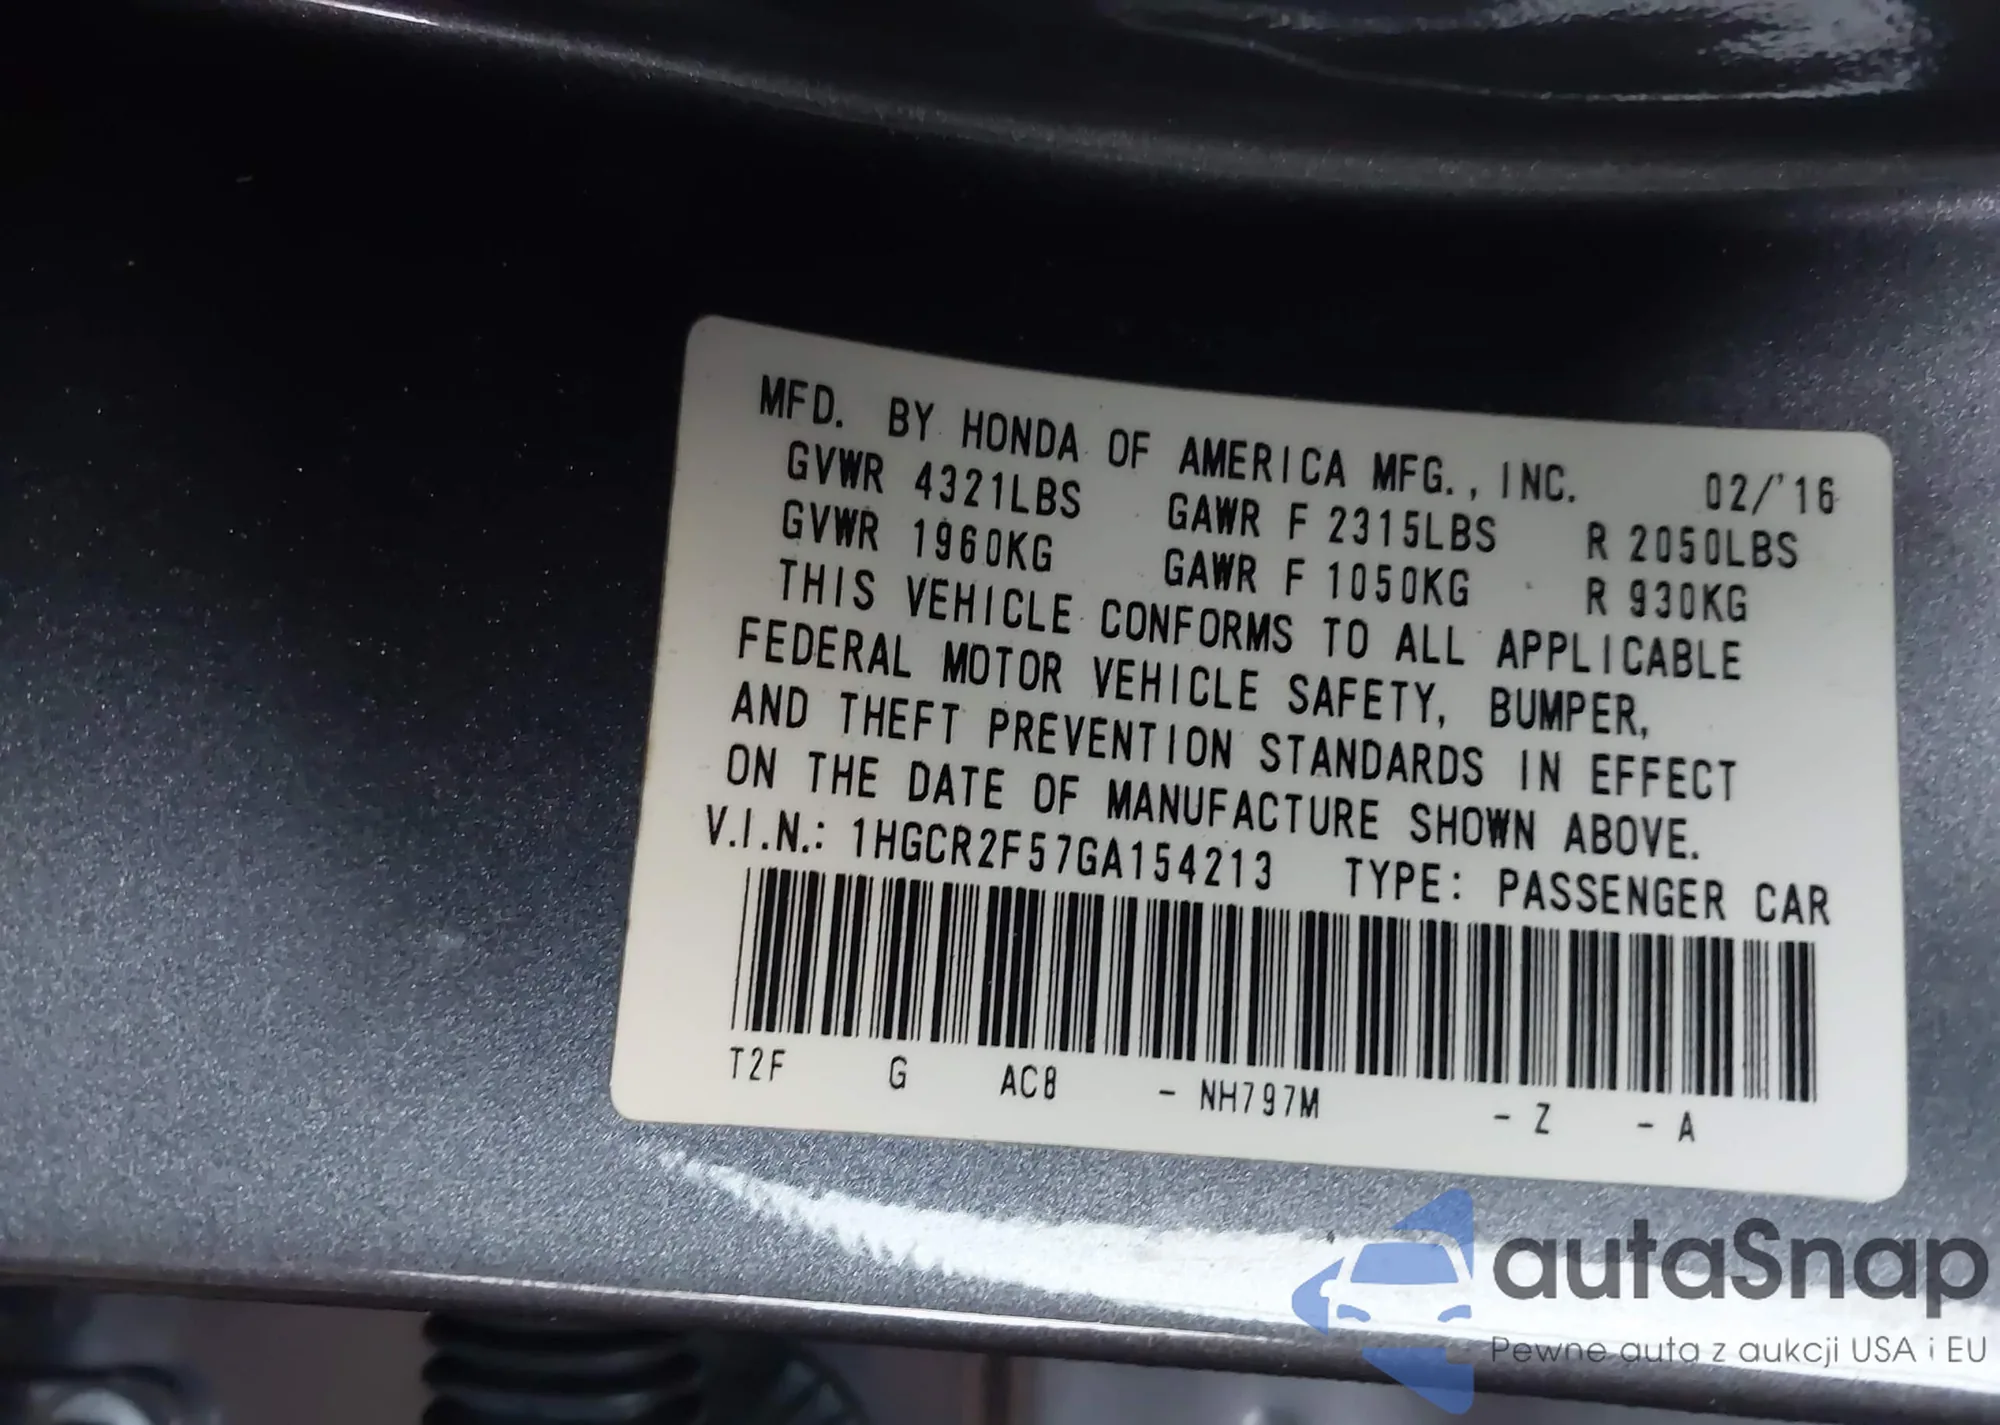 MFD. BY HONDA OF AMERICA MFG., INC. 02/'16
GVWR 4321LBS GAWR F 2315LBS R 2050LBS
GVWR 1960KG GAWR F 1050KG R 930KG
THIS VEHICLE CONFORMS TO ALL APPLICABLE
FEDERAL MOTOR VEHICLE SAFETY, BUMPER,
AND THEFT PREVENTION STANDARDS IN EFFECT
ON THE DATE OF MANUFACTURE SHOWN ABOVE.
V.I.N.: 1HGCR2F57GA154213 TYPE: PASSENGER CAR
T2F G AC8 - NH797M - Z - A
autaSnap
Pewne auta z aukcji USA i EU